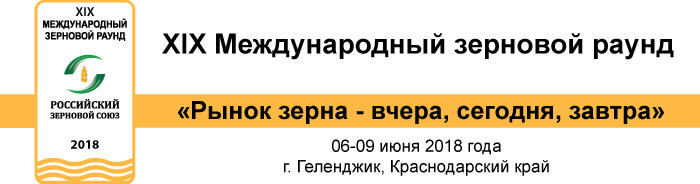 XIX
МЕЖДУНАРОДНЫЙ
ЗЕРНОВОЙ РАУНД
РОССИЙСКИЙ
ЗЕРНОВОЙ СОЮЗ
2018
XIX Международный зерновой раунд
«Рынок зерна - вчера, сегодня, завтра»
06-09 июня 2018 года
г. Геленджик, Краснодарский край